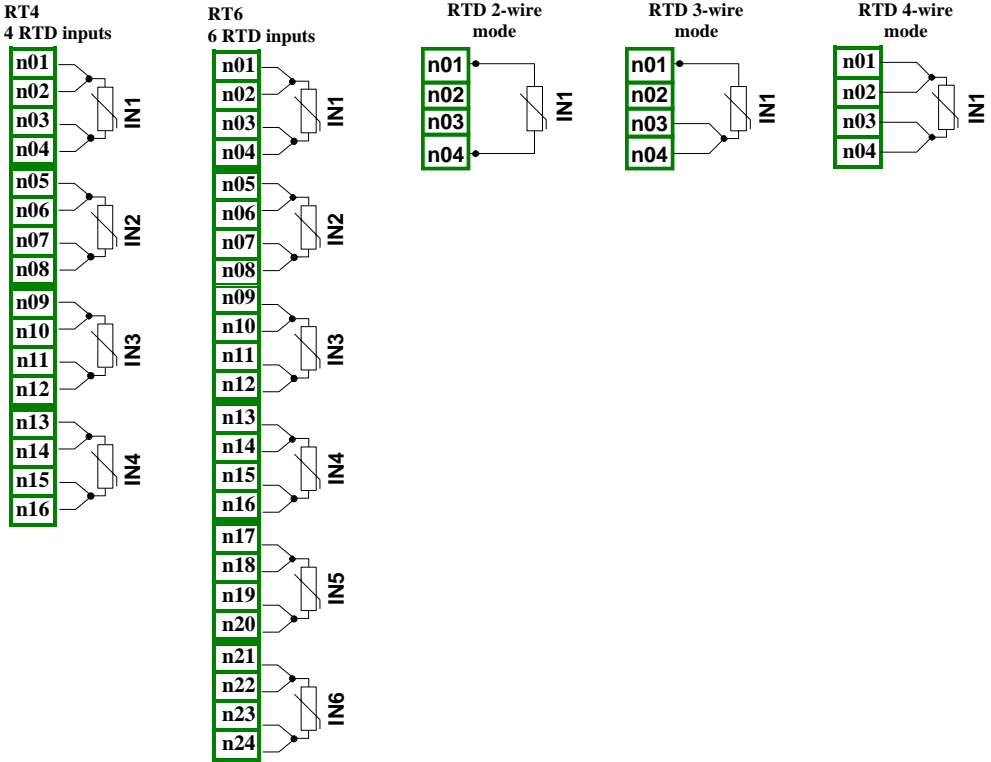 RT4
4 RTD inputs
n01
n02
n03
n04
IN1
n05
n06
n07
n08
IN2
n09
n10
n11
n12
IN3
n13
n14
n15
n16
IN4
RT6
6 RTD inputs
n01
n02
n03
n04
IN1
n05
n06
n07
n08
IN2
n09
n10
n11
n12
IN3
n13
n14
n15
n16
IN4
n17
n18
n19
n20
IN5
n21
n22
n23
n24
IN6
RTD 2-wire
mode
n01
n02
n03
n04
IN1
RTD 3-wire
mode
n01
n02
n03
n04
IN1
RTD 4-wire
mode
n01
n02
n03
n04
IN1